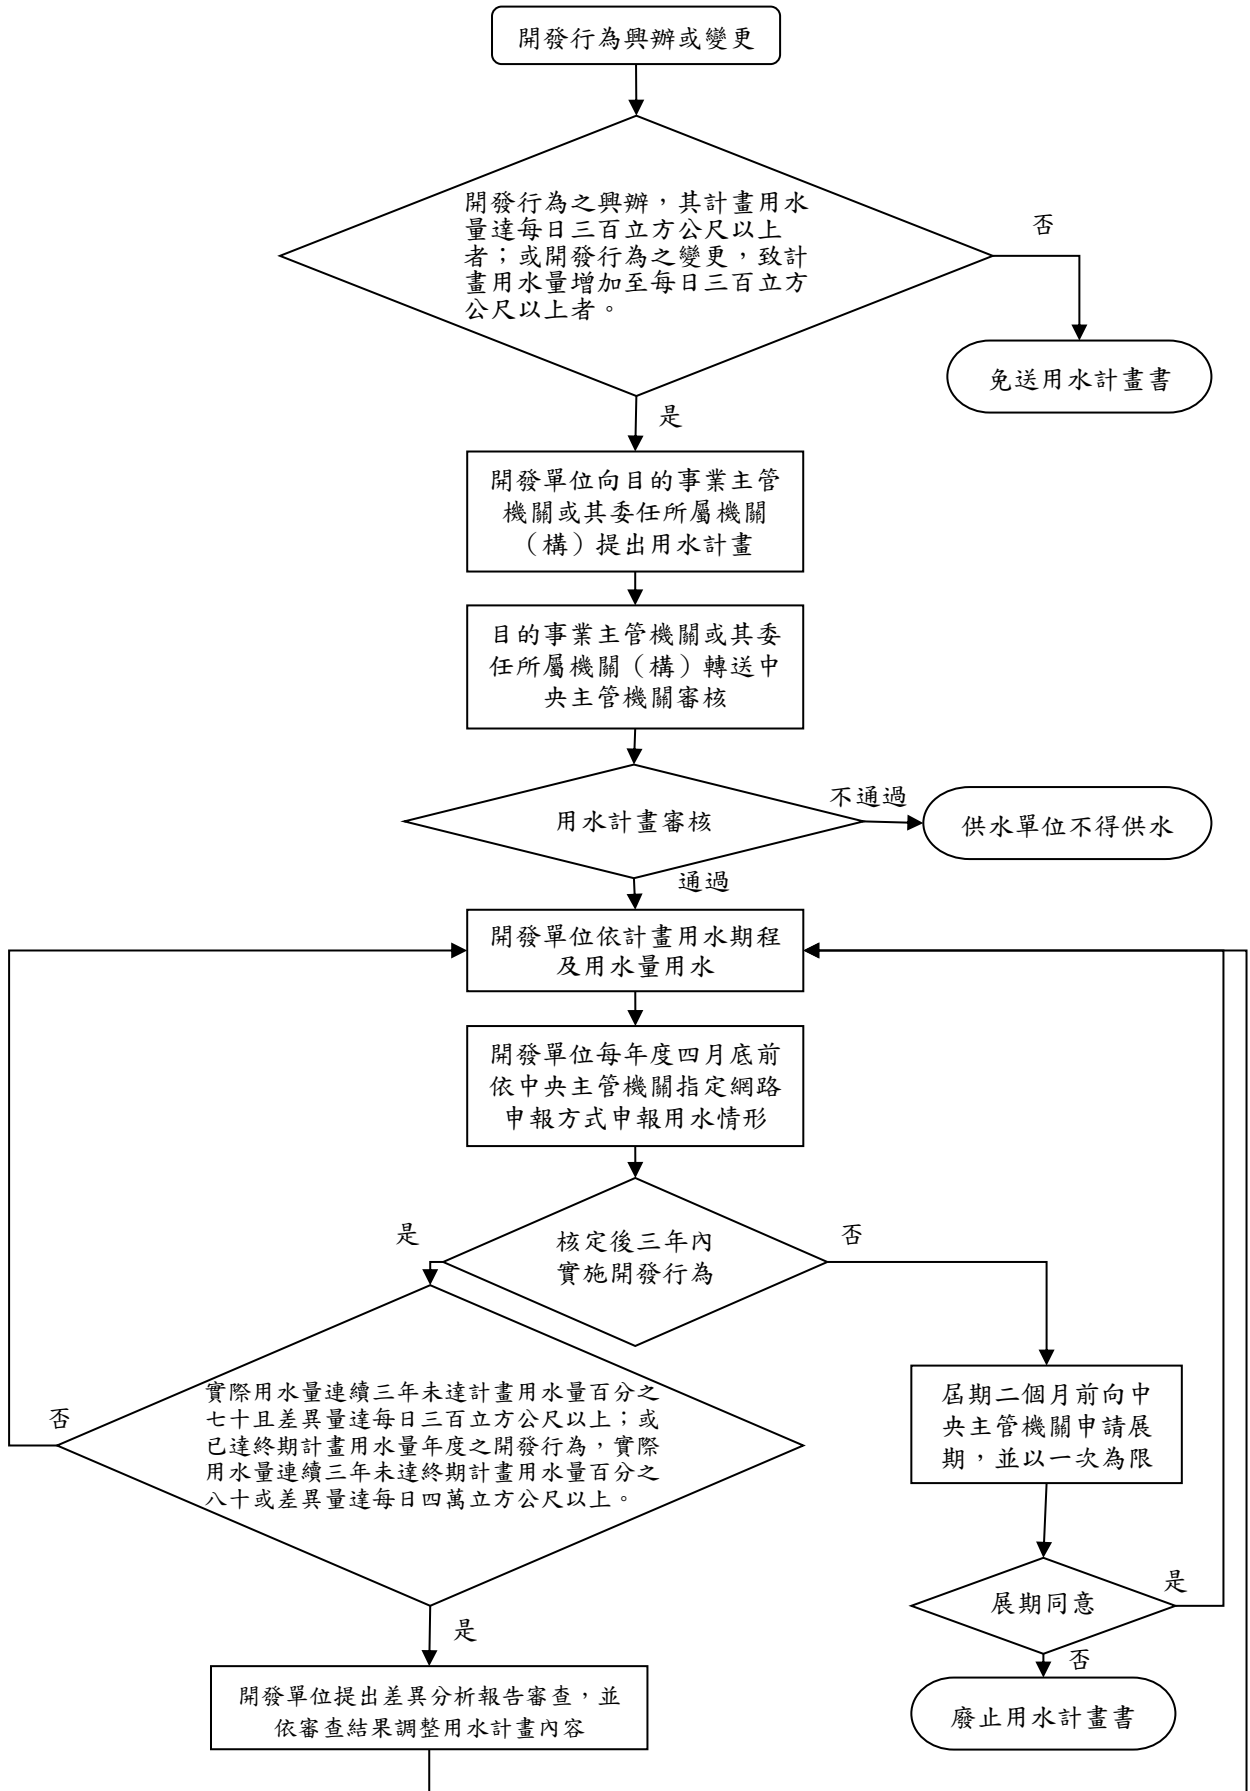 開發行為興辦或變更
開發行為之興辦，其計畫用水
量達每日三百立方公尺以上
者；或開發行為之變更，致計
畫用水量增加至每日三百立方
公尺以上者。
否
免送用水計畫書
是
開發單位向目的事業主管
機關或其委任所屬機關
（構）提出用水計畫
目的事業主管機關或其委
任所屬機關（構）轉送中
央主管機關審核
用水計畫審核
不通過
供水單位不得供水
通過
開發單位依計畫用水期程
及用水量用水
開發單位每年度四月底前
依中央主管機關指定網路
申報方式申報用水情形
核定後三年內
實施開發行為
是
否
實際用水量連續三年未達計畫用水量百分之
七十且差異量達每日三百立方公尺以上；或
已達終期計畫用水量年度之開發行為，實際
用水量連續三年未達終期計畫用水量百分之
八十或差異量達每日四萬立方公尺以上。
否
屆期二個月前向中
央主管機關申請展
期，並以一次為限
展期同意
是
是
否
開發單位提出差異分析報告審查，並
依審查結果調整用水計畫內容
廢止用水計畫書